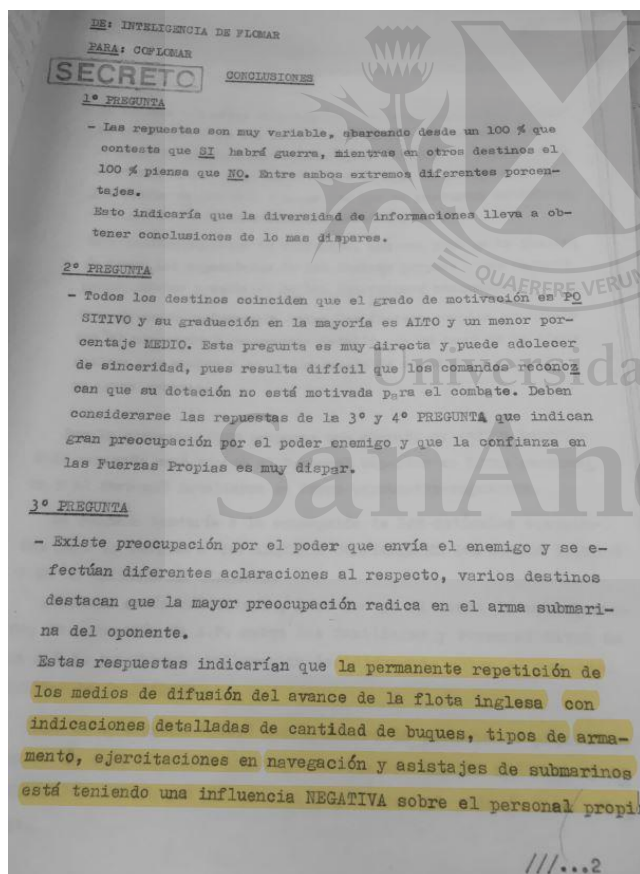 DE: INTELIGENCIA DE FLOMAR
PARA: COFLOMAR
SECRETO
CONCLUSIONES
1º PREGUNTA
- Las repuestas son muy variable, abarcando desde un 100 % que
contesta que SI habrá guerra, mientras en otros destinos el
100 % piensa que NO. Entre ambos extremos diferentes porcen-
tajes.
Esto indicaría que la diversidad de informaciones lleva a ob-
tener conclusiones de lo mas dispares.
2º PREGUNTA
- Todos los destinos coinciden que el grado de motivación es PO
SITIVO y su graduación en la mayoría es ALTO y un menor por-
centaje MEDIO. Esta pregunta es muy directa y puede adolecer
de sinceridad, pues resulta difícil que los comandos reconoz
can que su dotación no está motivada para el combate. Deben
considerarse las repuestas de la 3º y 4º PREGUNTA que indican
gran preocupación por el poder enemigo y que la confianza en
las Fuerzas Propias es muy dispar.
3º PREGUNTA
- Existe preocupación por el poder que envía el enemigo y se e-
fectúan diferentes aclaraciones al respecto, varios destinos
destacan que la mayor preocupación radica en el arma submari-
na del oponente.
Estas respuestas indicarían que la permanente repetición de
los medios de difusión del avance de la flota inglesa con
indicaciones detalladas de cantidad de buques, tipos de arma-
mento, ejercitaciones en navegación y asistajes de submarinos
está teniendo una influencia NEGATIVA sobre el personal propi
///...2
QUAERERE VERUM
Universida
SanAnd